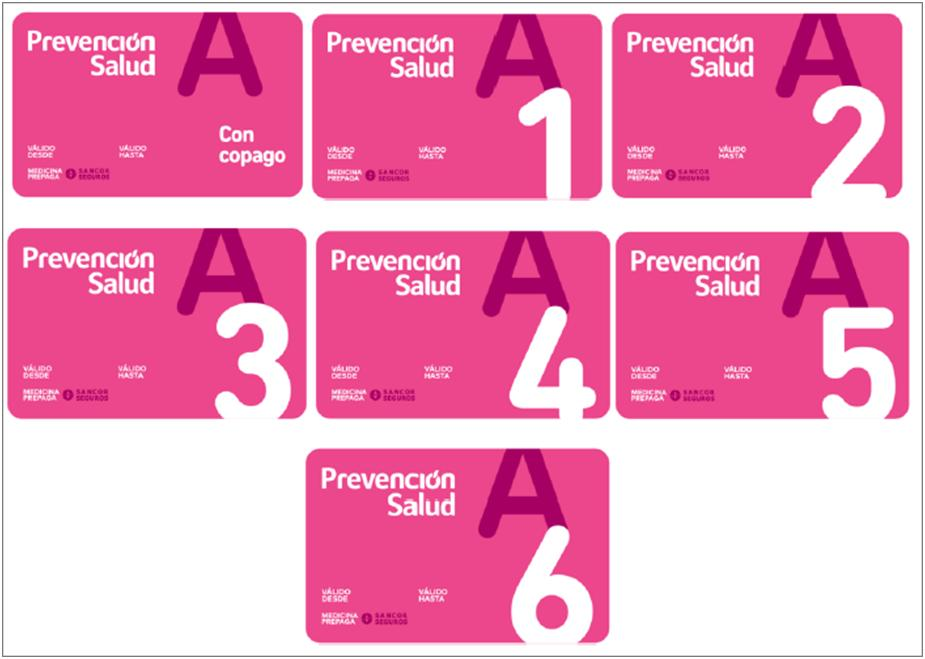 Prevención
Salud
A
Con
copago
VÁLIDO
DESDE
VÁLIDO
HASTA
MEDICINA
PREPAGA
SANCOR
SEGUROS
Prevención
Salud
A
1
VÁLIDO
DESDE
VÁLIDO
HASTA
MEDICINA
PREPAGA
SANCOR
SEGUROS
Prevención
Salud
A
2
VÁLIDO
DESDE
VÁLIDO
HASTA
MEDICINA
PREPAGA
SANCOR
SEGUROS
Prevención
Salud
A
3
VÁLIDO
DESDE
VÁLIDO
HASTA
MEDICINA
PREPAGA
SANCOR
SEGUROS
Prevención
Salud
A
4
VÁLIDO
DESDE
VÁLIDO
HASTA
MEDICINA
PREPAGA
SANCOR
SEGUROS
Prevención
Salud
A
5
VÁLIDO
DESDE
VÁLIDO
HASTA
MEDICINA
PREPAGA
SANCOR
SEGUROS
Prevención
Salud
A
6
VÁLIDO
DESDE
VÁLIDO
HASTA
MEDICINA
PREPAGA
SANCOR
SEGUROS